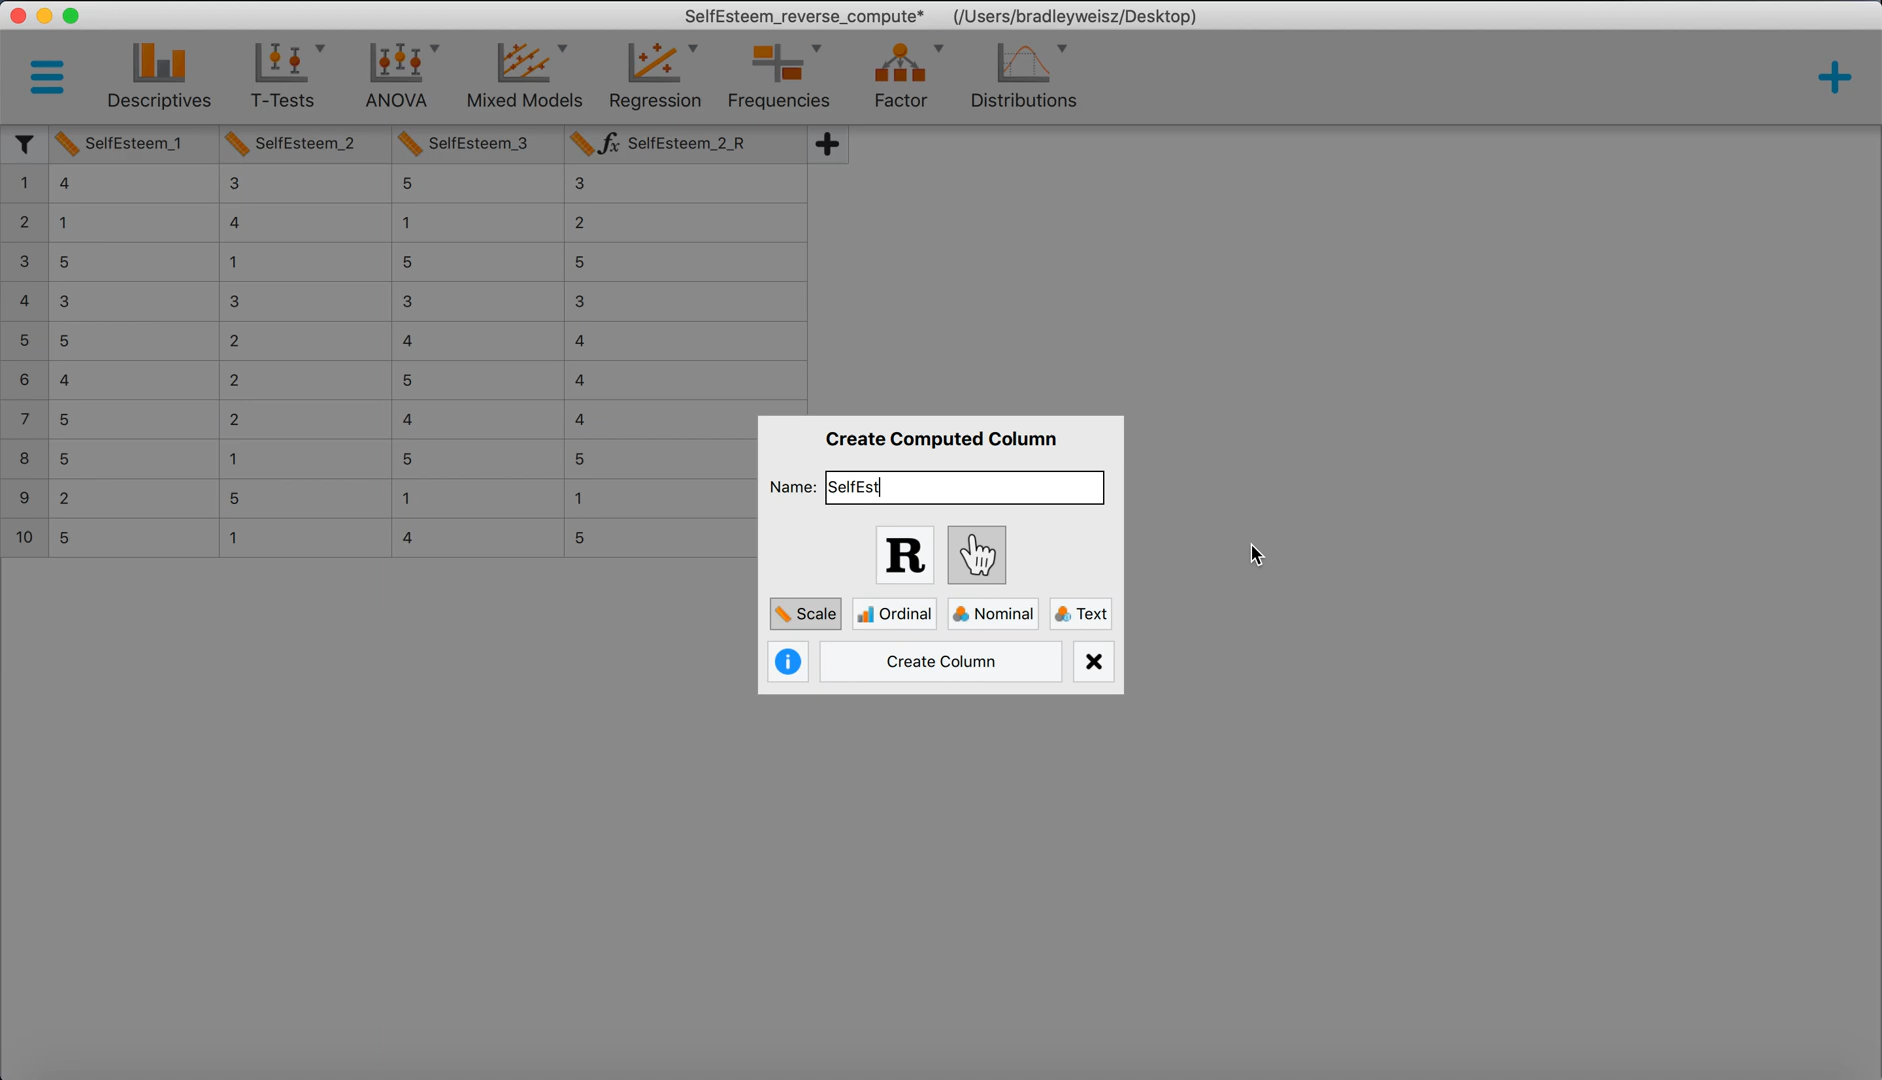 SelfEsteem_reverse_compute* (/Users/bradleyweisz/Desktop)
Descriptives T-Tests ANOVA Mixed Models Regression Frequencies Factor Distributions
SelfEsteem_1 SelfEsteem_2 SelfEsteem_3 fx SelfEsteem_2_R
1 4 3 5 3
2 1 4 1 2
3 5 1 5 5
4 3 3 3 3
5 5 2 4 4
6 4 2 5 4
7 5 2 4 4
8 5 1 5 5
9 2 5 1 1
10 5 1 4 5
Create Computed Column
Name: SelfEst
R
Scale Ordinal Nominal Text
i Create Column